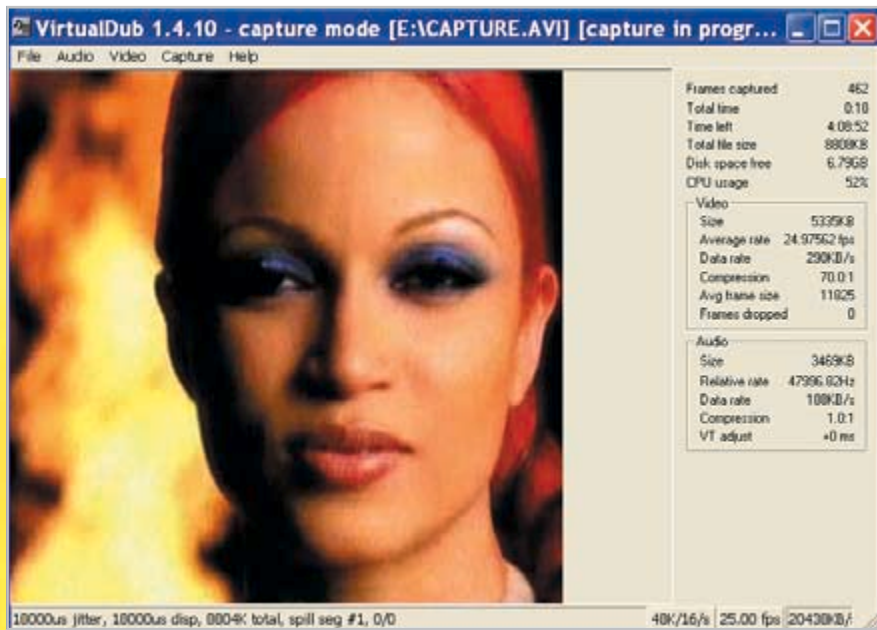 VirtualDub 1.4.10 - capture mode [E:\CAPTURE.AVI] [capture in progr...
File Audio Video Capture Help
Frames captured 462
Total time 0:18
Time left 4:08:52
Total file size 8808KB
Disk space free 6.79GB
CPU usage 52%
Video
Size 5335KB
Average rate 24.97562 fps
Data rate 290KB/s
Compression 70.0:1
Avg frame size 11825
Frames dropped 0
Audio
Size 3469KB
Relative rate 47996.82Hz
Data rate 188KB/s
Compression 1.0:1
VT adjust +0 ms
10000us jitter, 10000us disp, 8804K total, spill seg #1, 0/0
48K/16/s 25.00 fps 20438KB/